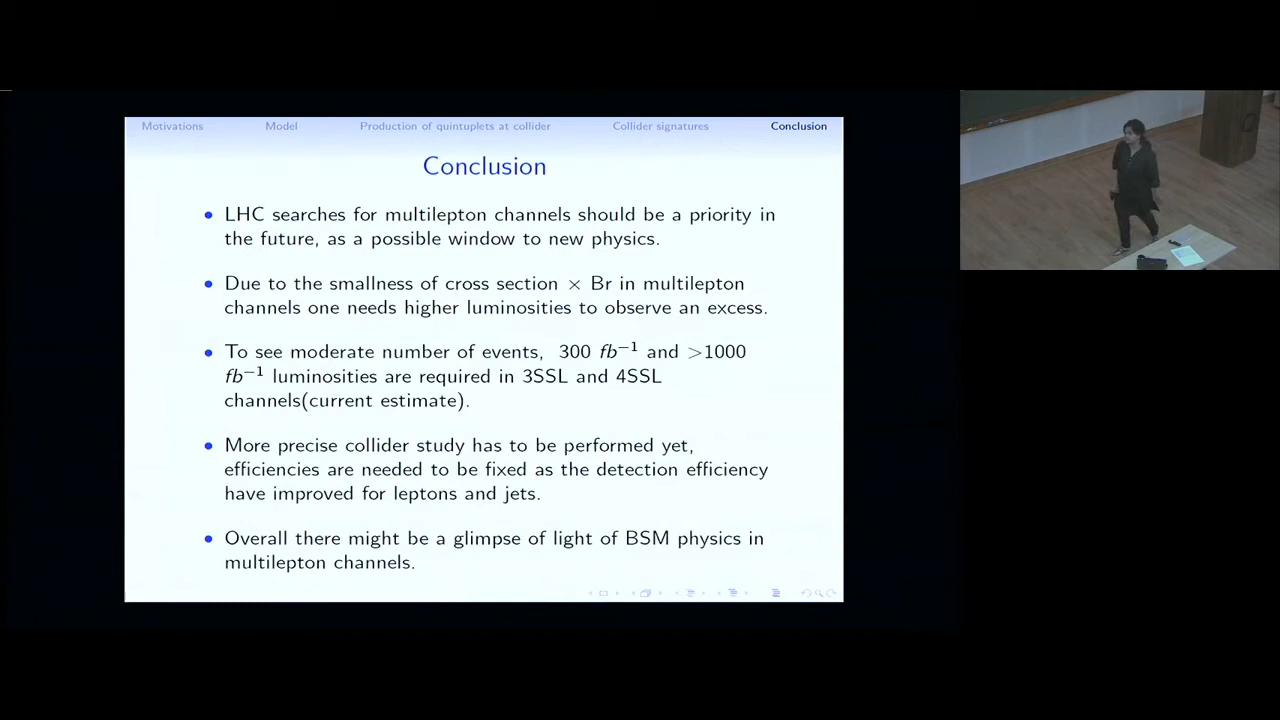 Motivations Model Production of quintuplets at collider Collider signatures Conclusion
Conclusion
• LHC searches for multilepton channels should be a priority in
the future, as a possible window to new physics.
• Due to the smallness of cross section × Br in multilepton
channels one needs higher luminosities to observe an excess.
• To see moderate number of events, 300 fb⁻¹ and >1000
fb⁻¹ luminosities are required in 3SSL and 4SSL
channels(current estimate).
• More precise collider study has to be performed yet,
efficiencies are needed to be fixed as the detection efficiency
have improved for leptons and jets.
• Overall there might be a glimpse of light of BSM physics in
multilepton channels.